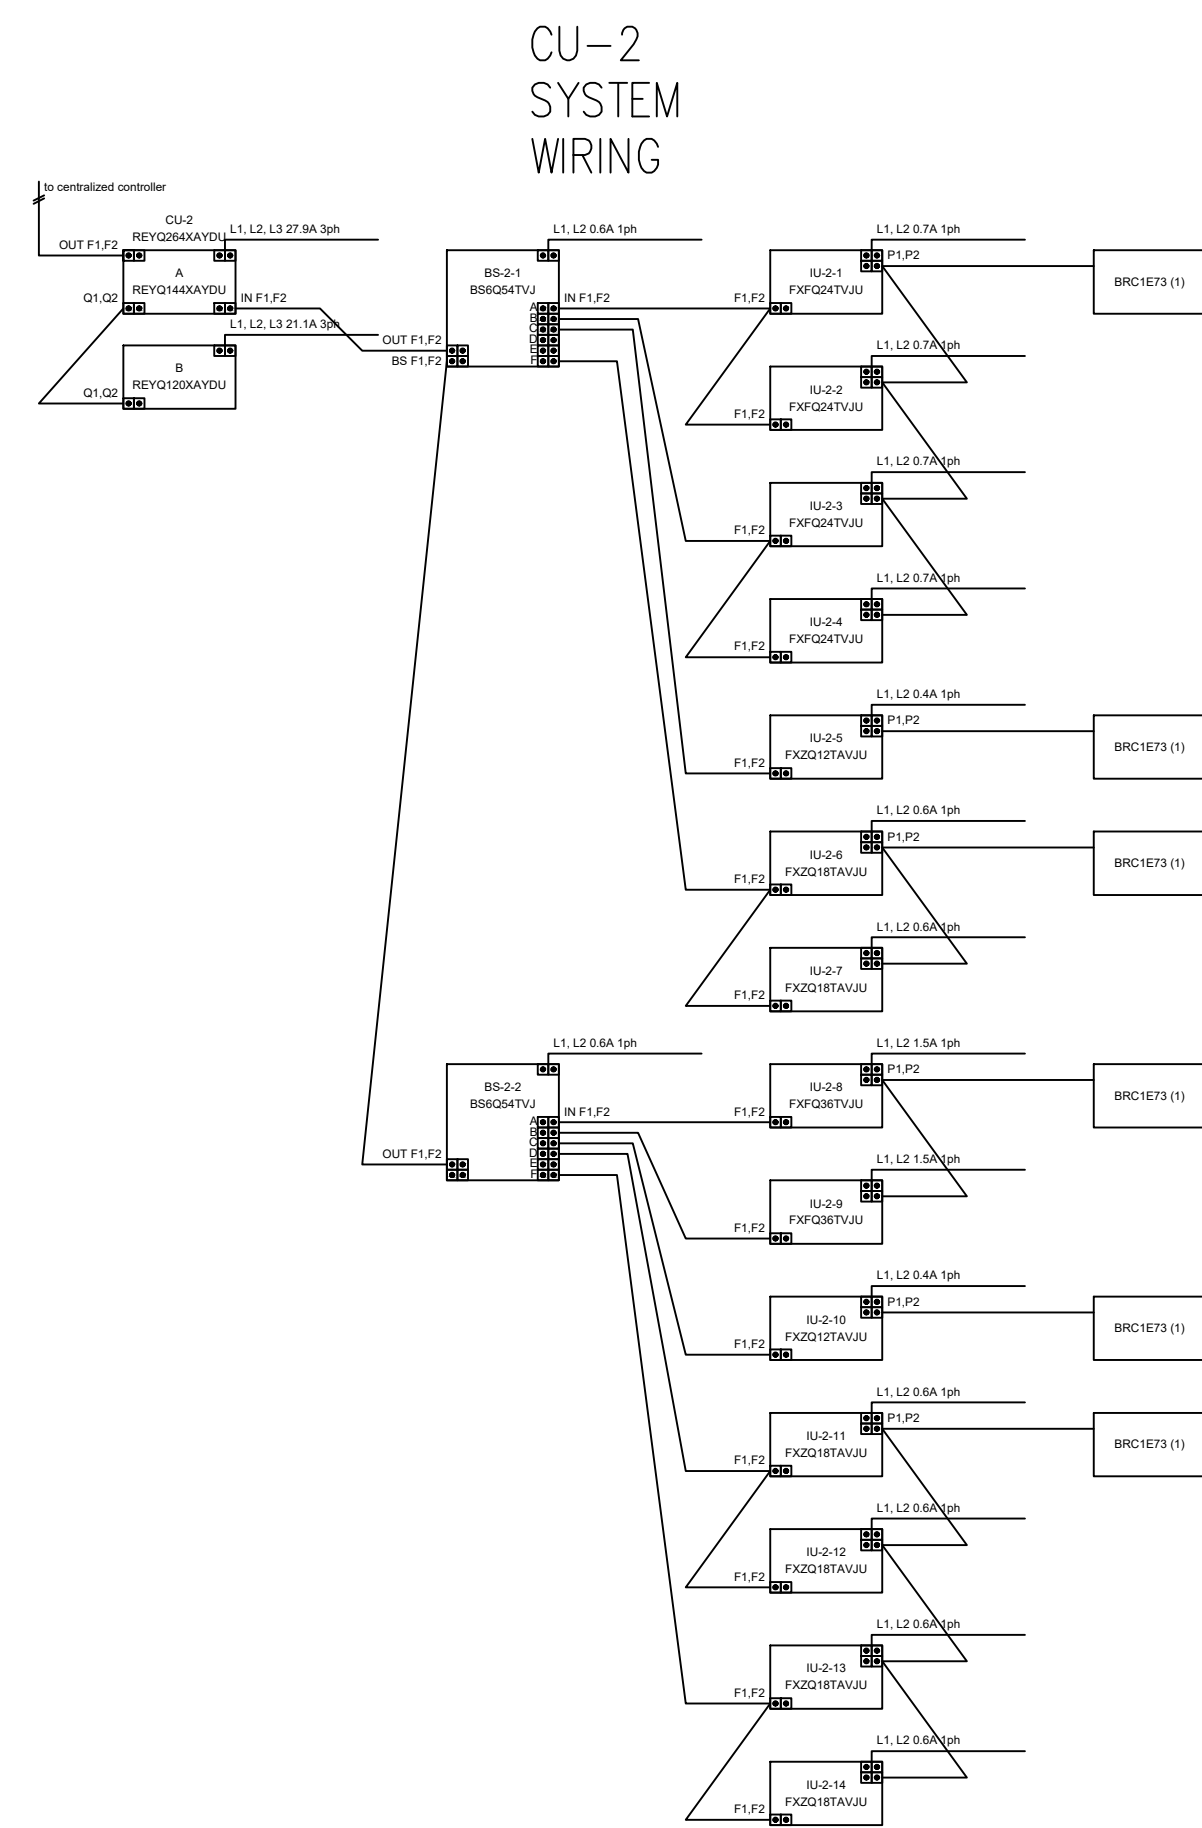 CU-2
SYSTEM
WIRING
to centralized controller
CU-2
REYQ264XAYDU
L1, L2, L3 27.9A 3ph
OUT F1,F2
A
REYQ144XAYDU
Q1,Q2
IN F1,F2
L1, L2, L3 21.1A 3ph
B
REYQ120XAYDU
Q1,Q2
L1, L2 0.6A 1ph
BS-2-1
BS6Q54TVJ
OUT F1,F2
BS F1,F2
A
B
C
D
E
F
IN F1,F2
L1, L2 0.7A 1ph
P1,P2
IU-2-1
FXFQ24TVJU
F1,F2
BRC1E73 (1)
L1, L2 0.7A 1ph
IU-2-2
FXFQ24TVJU
F1,F2
L1, L2 0.7A 1ph
IU-2-3
FXFQ24TVJU
F1,F2
L1, L2 0.7A 1ph
IU-2-4
FXFQ24TVJU
F1,F2
L1, L2 0.4A 1ph
P1,P2
IU-2-5
FXZQ12TAVJU
F1,F2
BRC1E73 (1)
L1, L2 0.6A 1ph
P1,P2
IU-2-6
FXZQ18TAVJU
F1,F2
BRC1E73 (1)
L1, L2 0.6A 1ph
IU-2-7
FXZQ18TAVJU
F1,F2
L1, L2 0.6A 1ph
BS-2-2
BS6Q54TVJ
OUT F1,F2
A
B
C
D
E
F
IN F1,F2
L1, L2 1.5A 1ph
P1,P2
IU-2-8
FXFQ36TVJU
F1,F2
BRC1E73 (1)
L1, L2 1.5A 1ph
IU-2-9
FXFQ36TVJU
F1,F2
L1, L2 0.4A 1ph
P1,P2
IU-2-10
FXZQ12TAVJU
F1,F2
BRC1E73 (1)
L1, L2 0.6A 1ph
P1,P2
IU-2-11
FXZQ18TAVJU
F1,F2
BRC1E73 (1)
L1, L2 0.6A 1ph
IU-2-12
FXZQ18TAVJU
F1,F2
L1, L2 0.6A 1ph
IU-2-13
FXZQ18TAVJU
F1,F2
L1, L2 0.6A 1ph
IU-2-14
FXZQ18TAVJU
F1,F2